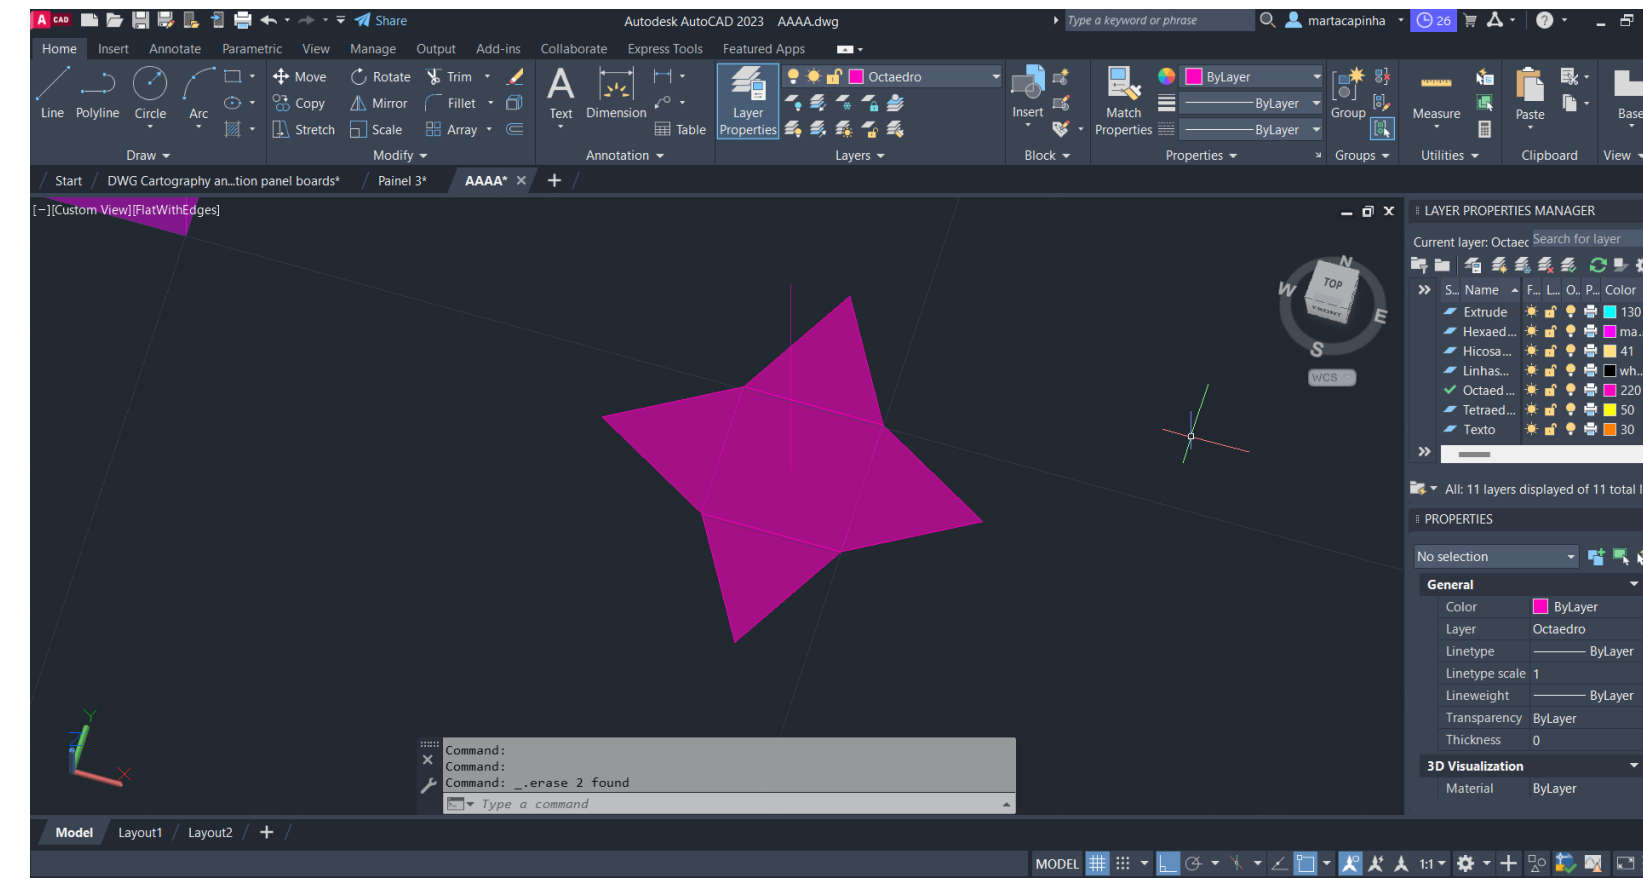 A CAD Share Autodesk AutoCAD 2023 AAAA.dwg Type a keyword or phrase martacapinha 26
Home Insert Annotate Parametric View Manage Output Add-ins Collaborate Express Tools Featured Apps
Line Polyline Circle Arc
Move Rotate Trim
Copy Mirror Fillet
Stretch Scale Array
A
Text Dimension Table
Layer Properties
Octaedro
Insert
Match Properties
ByLayer
ByLayer
ByLayer
Group
Measure
Paste
Base
Draw Modify Annotation Layers Block Properties Groups Utilities Clipboard View
Start DWG Cartography an...tion panel boards* Painel 3* AAAA*
[−][Custom View][FlatWithEdges]
N
W TOP
FRONT E
S
WCS
Y
Z
X
Command:
Command:
Command: _.erase 2 found
Type a command
LAYER PROPERTIES MANAGER
Current layer: Octaec Search for layer
S.. Name F... L... O.. P... Color
Extrude 130
Hexaed... ma...
Hicosa... 41
Linhas... wh...
Octaed... 220
Tetraed... 50
Texto 30
All: 11 layers displayed of 11 total l
PROPERTIES
No selection
General
Color ByLayer
Layer Octaedro
Linetype ByLayer
Linetype scale 1
Lineweight ByLayer
Transparency ByLayer
Thickness 0
3D Visualization
Material ByLayer
Model Layout1 Layout2
MODEL 1:1